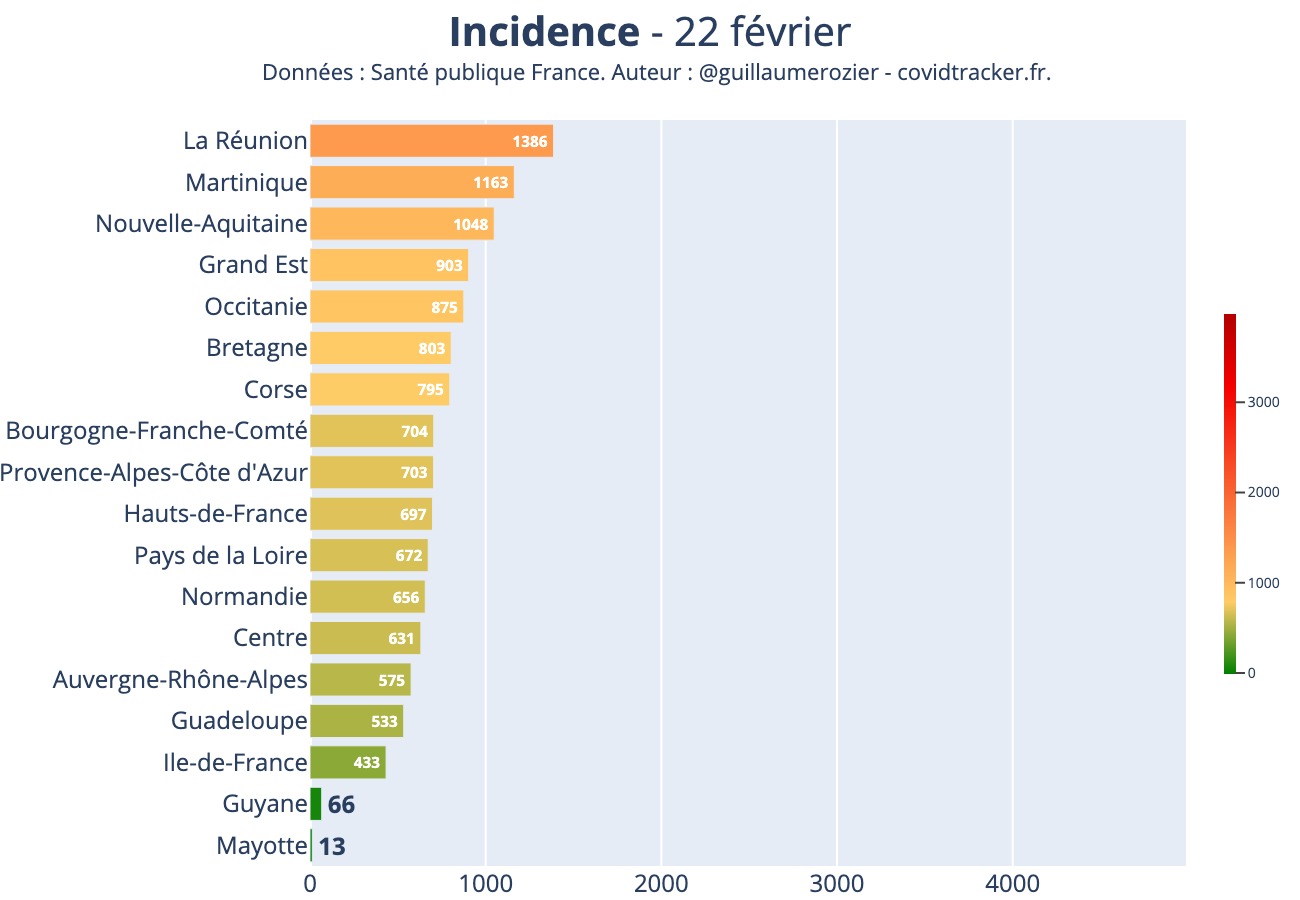 Incidence - 22 février
Données : Santé publique France. Auteur : @guillaumerozier - covidtracker.fr.
La Réunion 1386
Martinique 1163
Nouvelle-Aquitaine 1048
Grand Est 903
Occitanie 875
Bretagne 803
Corse 795
Bourgogne-Franche-Comté 704
Provence-Alpes-Côte d'Azur 703
Hauts-de-France 697
Pays de la Loire 672
Normandie 656
Centre 631
Auvergne-Rhône-Alpes 575
Guadeloupe 533
Ile-de-France 433
Guyane 66
Mayotte 13
0 1000 2000 3000 4000
3000
2000
1000
0